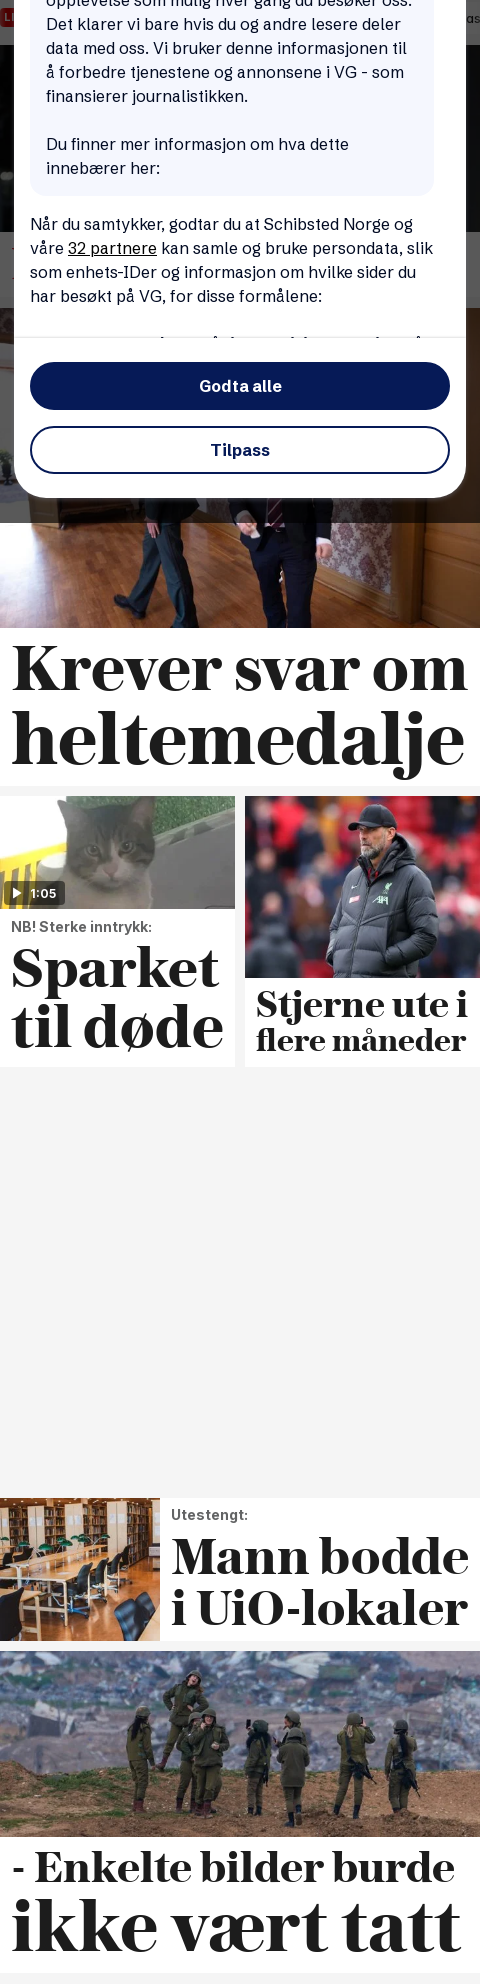 opplevelse som mulig hver gang du besøker oss.
Det klarer vi bare hvis du og andre lesere deler
data med oss. Vi bruker denne informasjonen til
å forbedre tjenestene og annonsene i VG - som
finansierer journalistikken.
Du finner mer informasjon om hva dette
innebærer her:
Når du samtykker, godtar du at Schibsted Norge og
våre 32 partnere kan samle og bruke persondata, slik
som enhets-IDer og informasjon om hvilke sider du
har besøkt på VG, for disse formålene:
Godta alle
Tilpass
Krever svar om
heltemedalje
1:05
NB! Sterke inntrykk:
Sparket
til døde
Stjerne ute i
flere måneder
Utestengt:
Mann bodde
i UiO-lokaler
- Enkelte bilder burde
ikke vært tatt